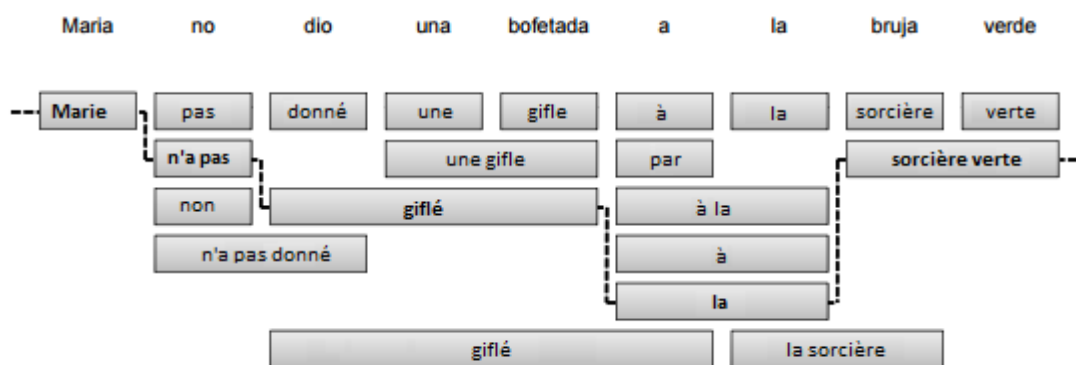 Maria no dio una bofetada a la bruja verde
Marie pas donné une gifle à la sorcière verte
n'a pas une gifle par sorcière verte
non giflé à la
n'a pas donné à
la
giflé la sorcière